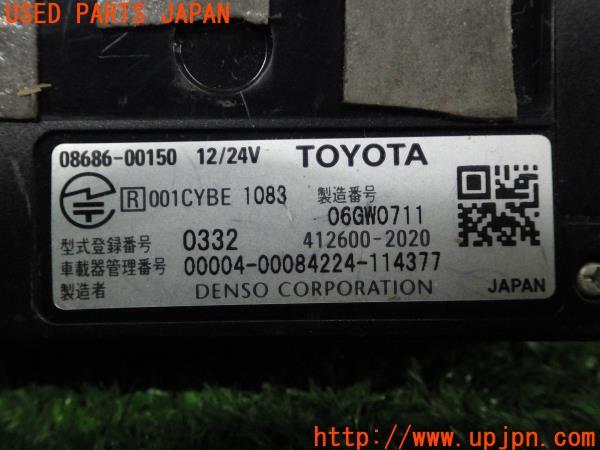 USED PARTS JAPAN
08686-00150 12/24V TOYOTA
R 001CYBE 1083 製造番号
06GW0711
型式登録番号 0332 412600-2020
車載器管理番号 00004-00084224-114377
製造者 DENSO CORPORATION JAPAN
http://www.upjpn.com/